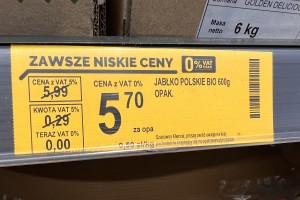 GOLDEN DELICIO
Masa
netto
6 kg
ZAWSZE NISKIE CENY
0% VAT
CENA z VAT 5%
5,99
KWOTA VAT 5%
0,29
TERAZ VAT 0%
0,00
CENA z VAT 0%
5 70
za opa
JABŁKO POLSKIE BIO 600g
OPAK.